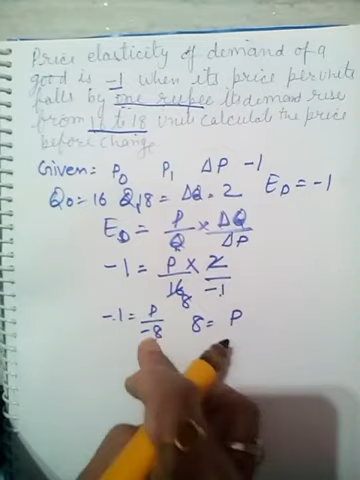 Price elasticity of demand of a
good is -1 when its price per unit
falls by one rupee its demand rise
from 16 to 18 units calculate the price
before change
Given: P0 P1 ΔP -1
Q0=16 Q1 18 = ΔQ = 2 ED = -1
ED = P/Q × ΔQ/ΔP
-1 = P/16 × 2/-1
8
-1 = P/-8 8 = P